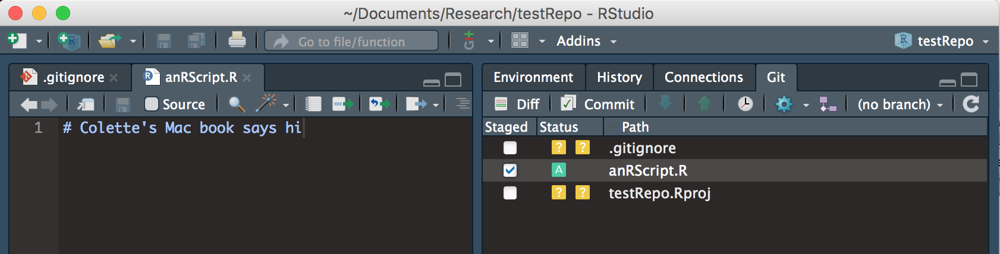 ~/Documents/Research/testRepo - RStudio
Go to file/function
Addins
testRepo
.gitignore
anRScript.R
Source
1 # Colette's Mac book says hi
Environment
History
Connections
Git
Diff
Commit
(no branch)
Staged Status Path
? ? .gitignore
A anRScript.R
? ? testRepo.Rproj